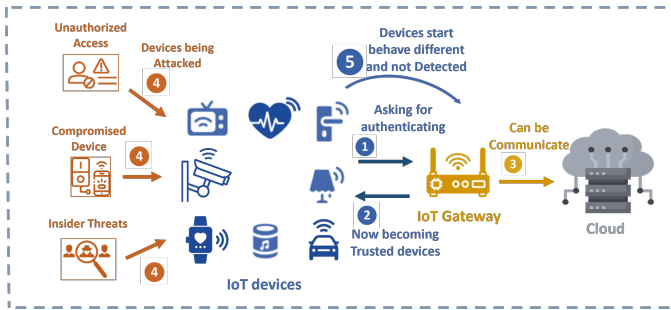 Unauthorized
Access
Devices being
Attacked
4
Compromised
Device
4
Insider Threats
4
IoT devices
5
Devices start
behave different
and not Detected
Asking for
authenticating
1
2
Now becoming
Trusted devices
IoT Gateway
Can be
Communicate
3
Cloud